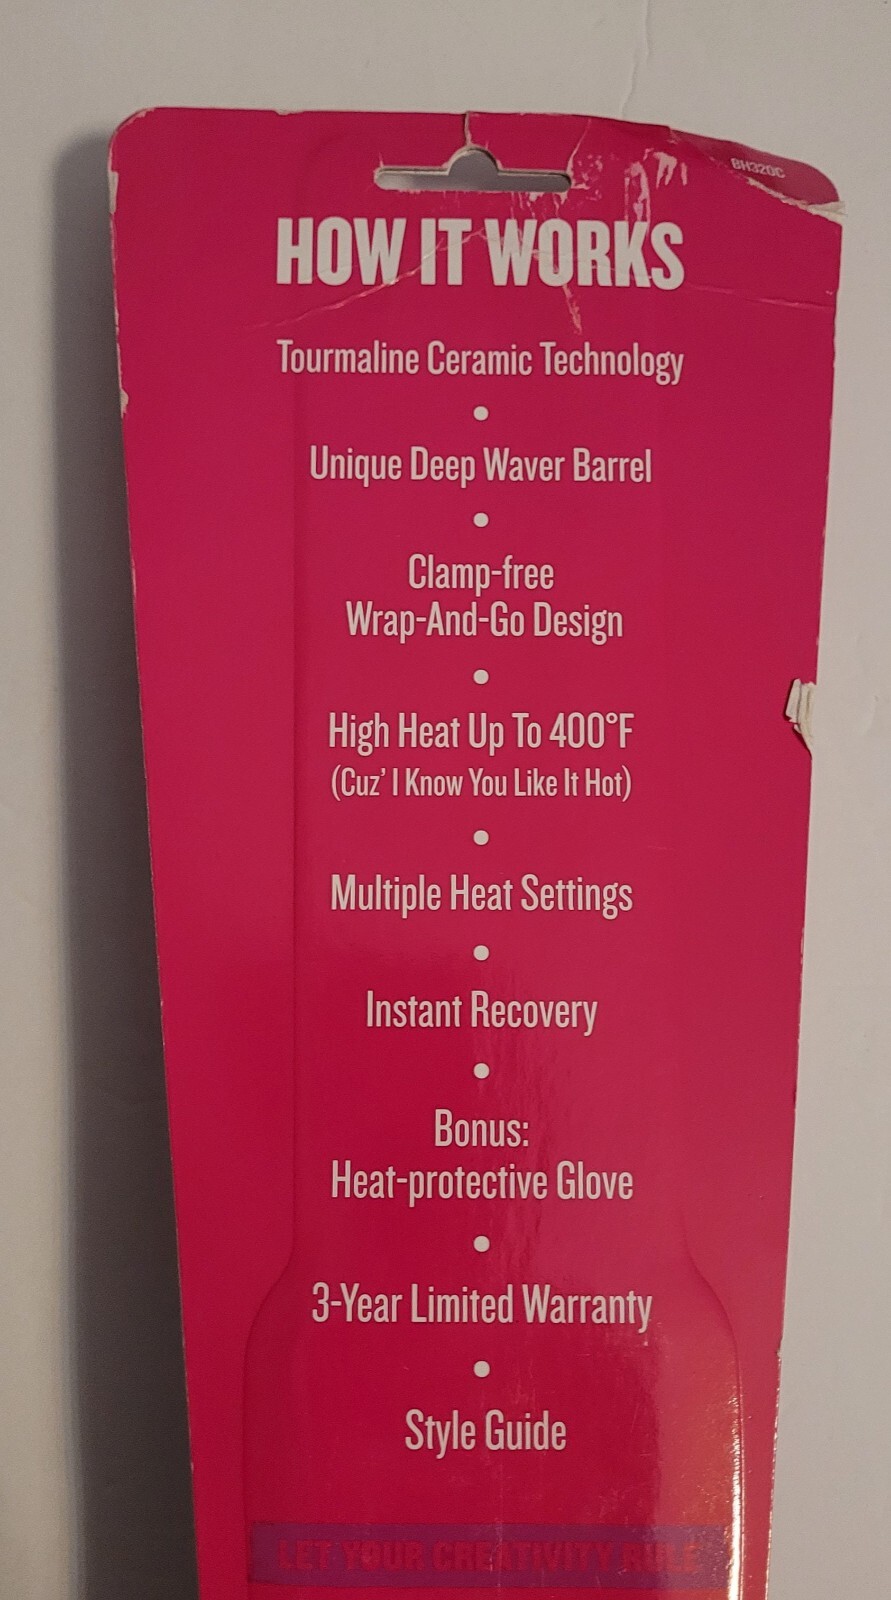 BH320C
HOW IT WORKS
Tourmaline Ceramic Technology
•
Unique Deep Waver Barrel
•
Clamp-free
Wrap-And-Go Design
•
High Heat Up To 400°F
(Cuz' I Know You Like It Hot)
•
Multiple Heat Settings
•
Instant Recovery
•
Bonus:
Heat-protective Glove
•
3-Year Limited Warranty
•
Style Guide
LET YOUR CREATIVITY RULE